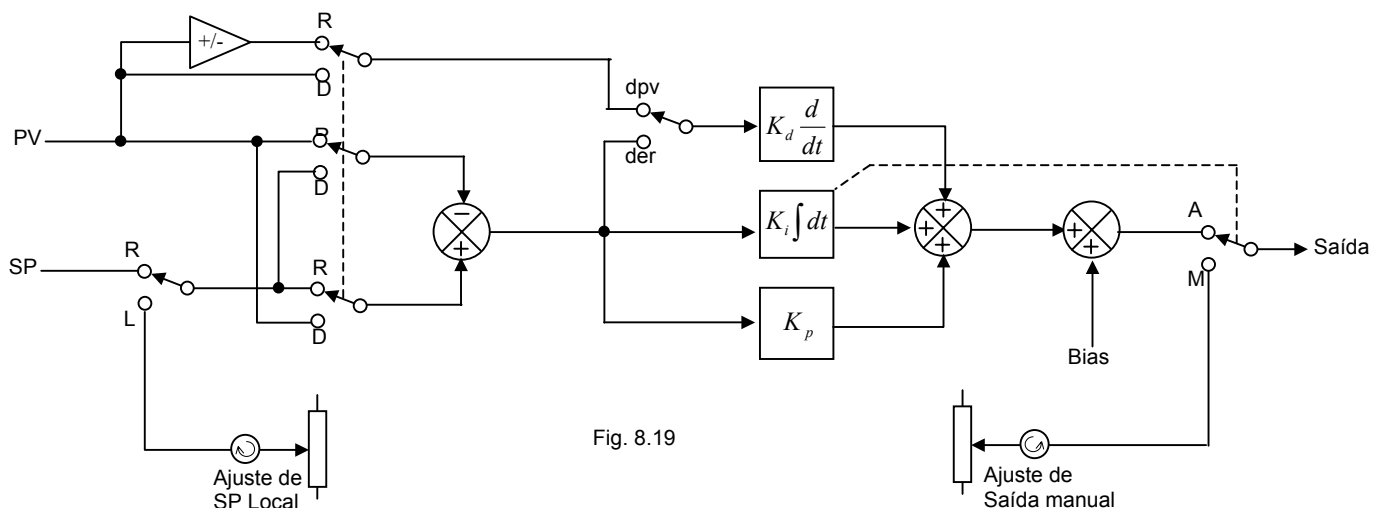 R
+/-
D
dpv
K_d d/dt
PV
D
der
K_i ∫ dt
A
SP
R
R
Saída
M
L
D
K_p
Bias
Fig. 8.19
Ajuste de
SP Local
Ajuste de
Saída manual
−
+
+
+
+
+
+